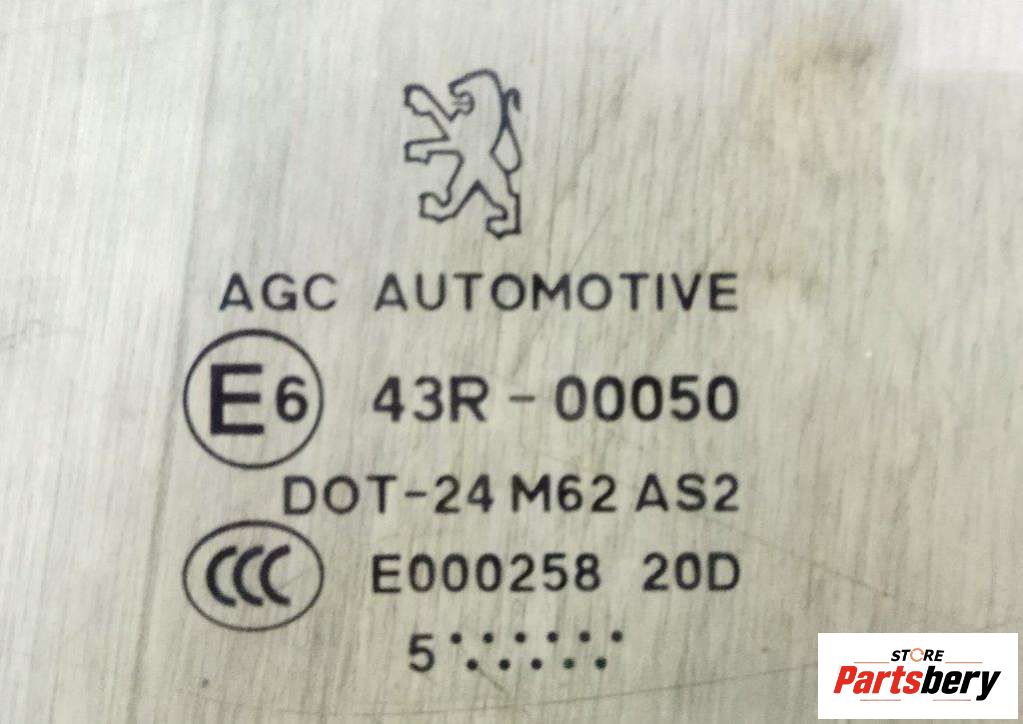 AGC AUTOMOTIVE
E6 43R - 00050
DOT-24 M62 AS2
CCC E000258 20D
5
STORE
Partsbery